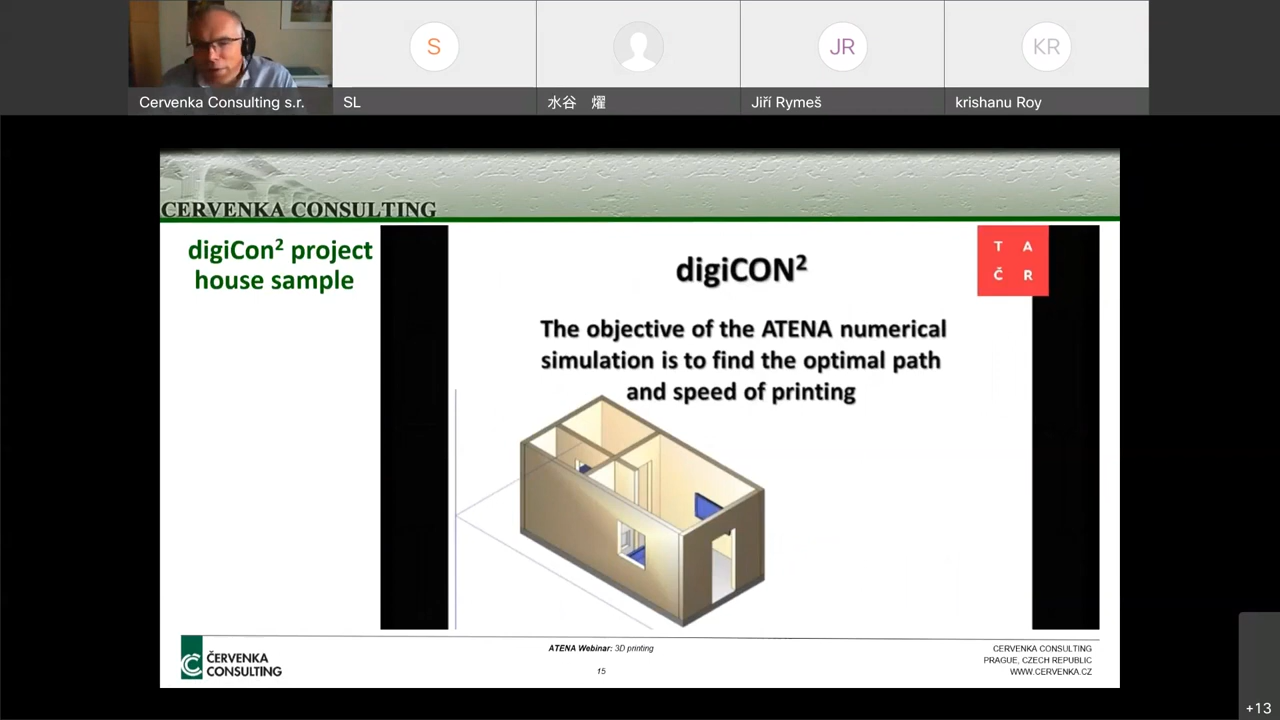 S
JR
KR
Cervenka Consulting s.r.
SL
水谷 燿
Jiří Rymeš
krishanu Roy
CERVENKA CONSULTING
digiCon² project
house sample
digiCON²
T A
Č R
The objective of the ATENA numerical
simulation is to find the optimal path
and speed of printing
ČERVENKA
CONSULTING
ATENA Webinar: 3D printing
15
CERVENKA CONSULTING
PRAGUE, CZECH REPUBLIC
WWW.CERVENKA.CZ
+13